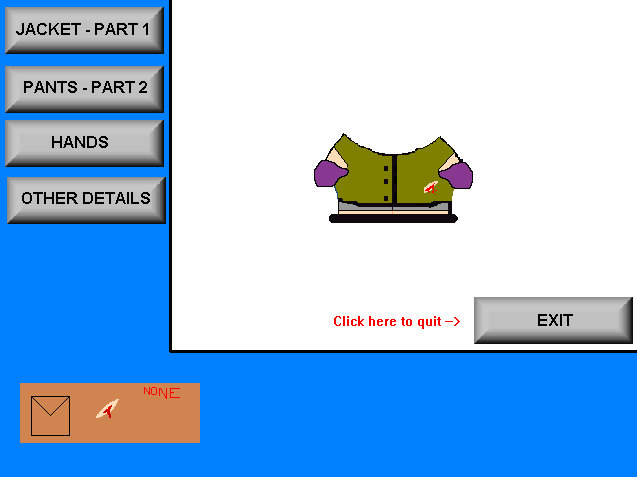 JACKET - PART 1
PANTS - PART 2
HANDS
OTHER DETAILS
Click here to quit -->
EXIT
NONE